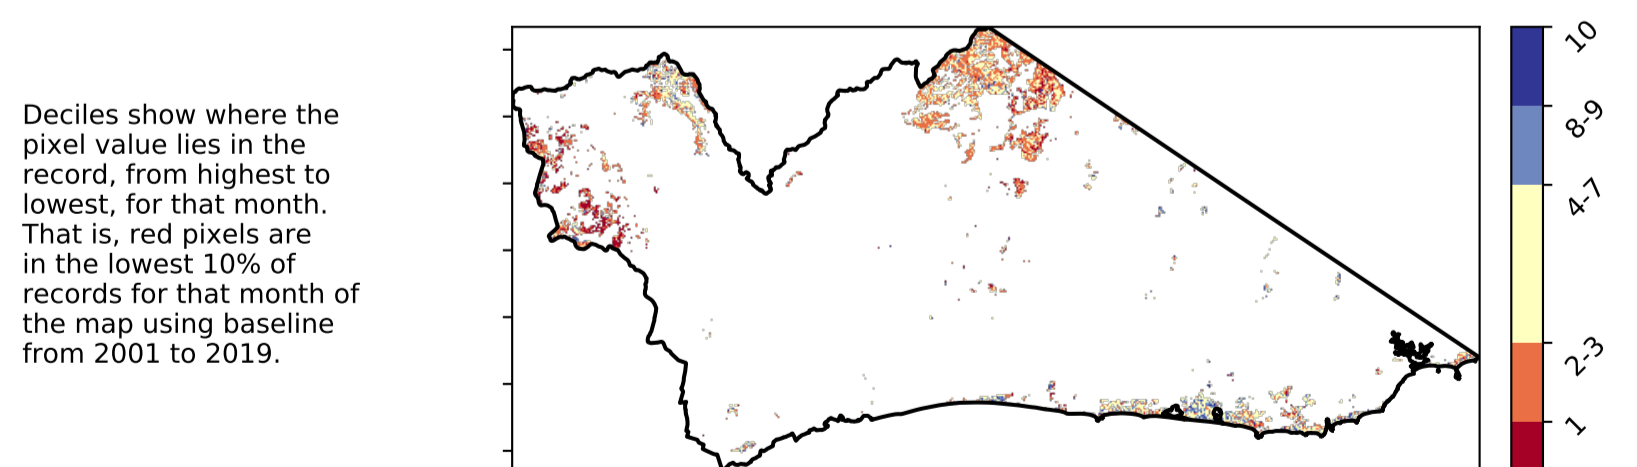 Deciles show where the
pixel value lies in the
record, from highest to
lowest, for that month.
That is, red pixels are
in the lowest 10% of
records for that month of
the map using baseline
from 2001 to 2019.
10
8-9
4-7
2-3
1